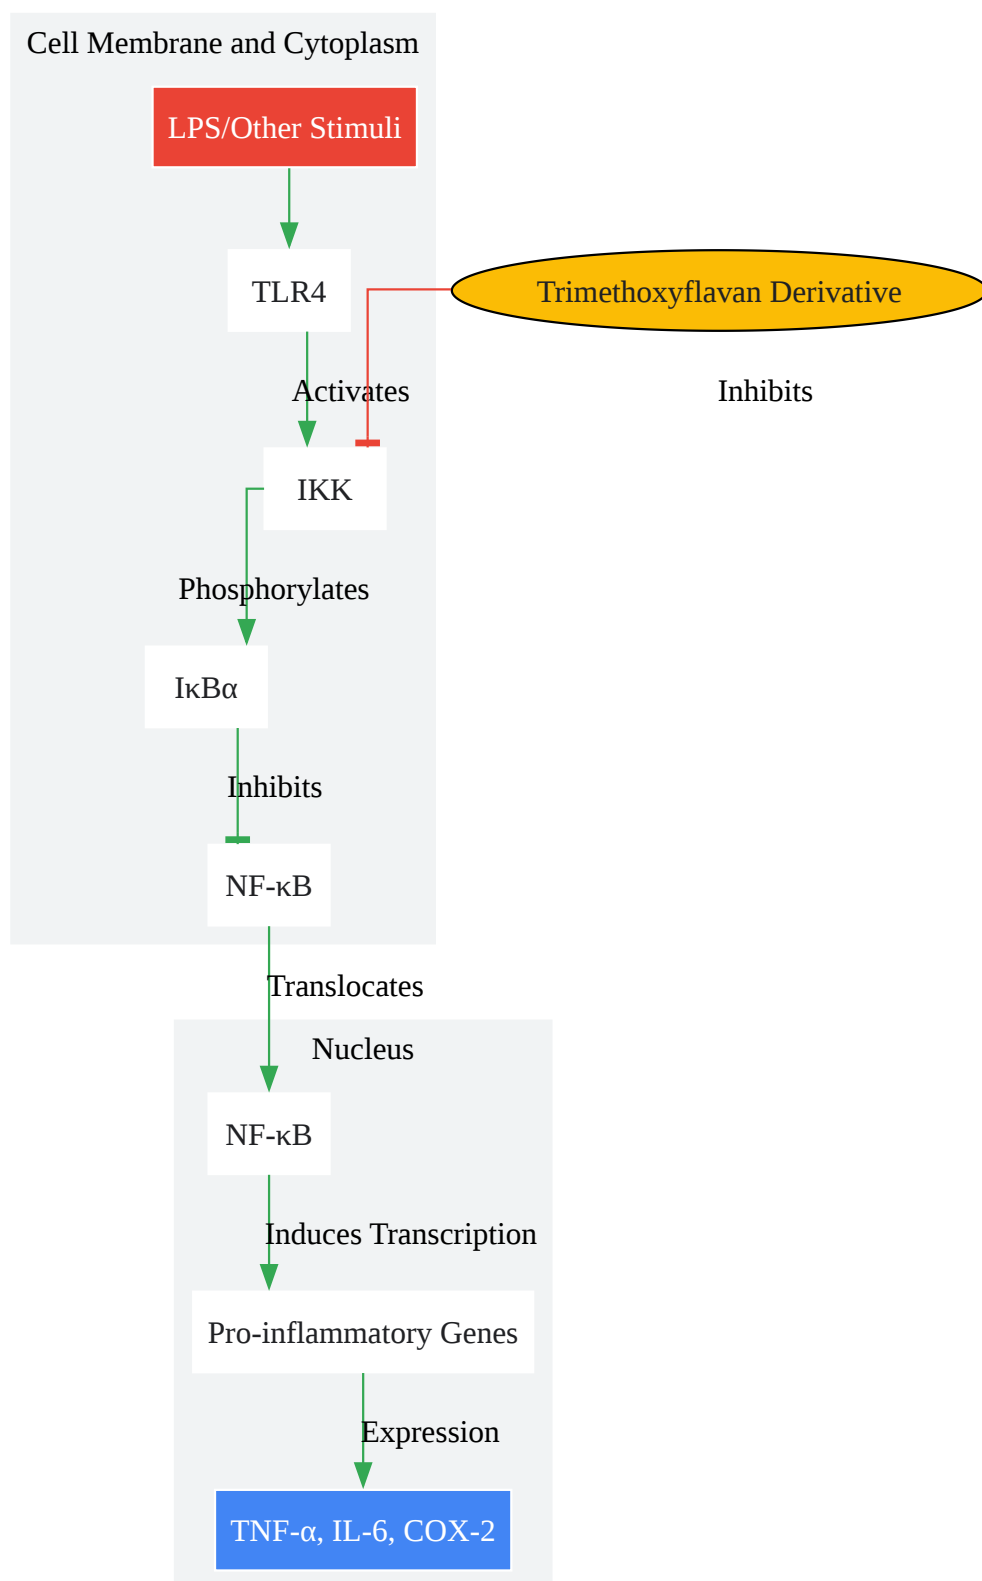 Cell Membrane and Cytoplasm
LPS/Other Stimuli
TLR4
Trimethoxyflavan Derivative
Activates
Inhibits
IKK
Phosphorylates
IκBα
Inhibits
NF-κB
Translocates
Nucleus
NF-κB
Induces Transcription
Pro-inflammatory Genes
Expression
TNF-α, IL-6, COX-2